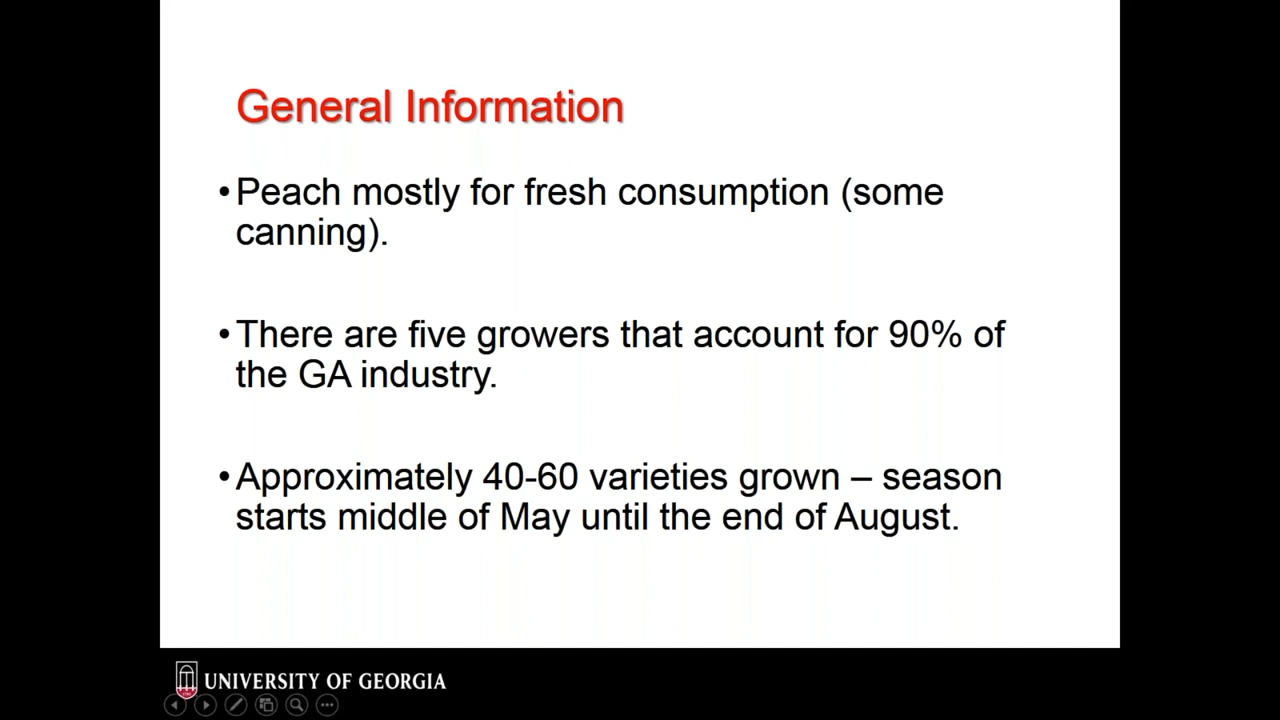 General Information
•Peach mostly for fresh consumption (some
canning).
•There are five growers that account for 90% of
the GA industry.
•Approximately 40-60 varieties grown – season
starts middle of May until the end of August.
UNIVERSITY OF GEORGIA